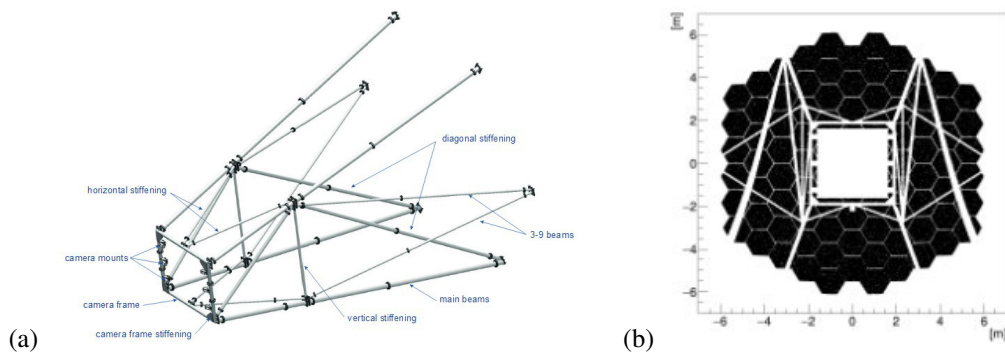 diagonal stiffening
horizontal stiffening
3-9 beams
camera mounts
camera frame
main beams
vertical stiffening
camera frame stiffening
(a)
[m]
6
4
2
0
−2
−4
−6
−6 −4 −2 0 2 4 6
[m]
(b)